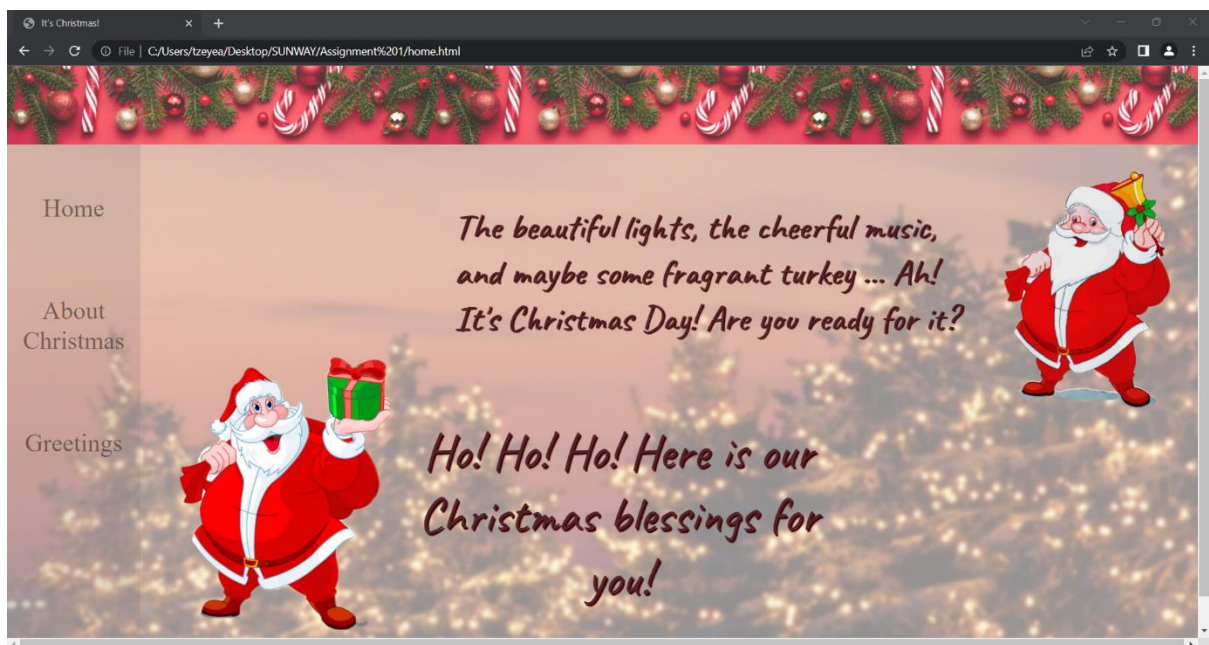 It's Christmas!
File | C:/Users/tzeyea/Desktop/SUNWAY/Assignment%201/home.html
Home
About
Christmas
Greetings
The beautiful lights, the cheerful music,
and maybe some fragrant turkey ... Ah!
It's Christmas Day! Are you ready for it?
Ho! Ho! Ho! Here is our
Christmas blessings for
you!